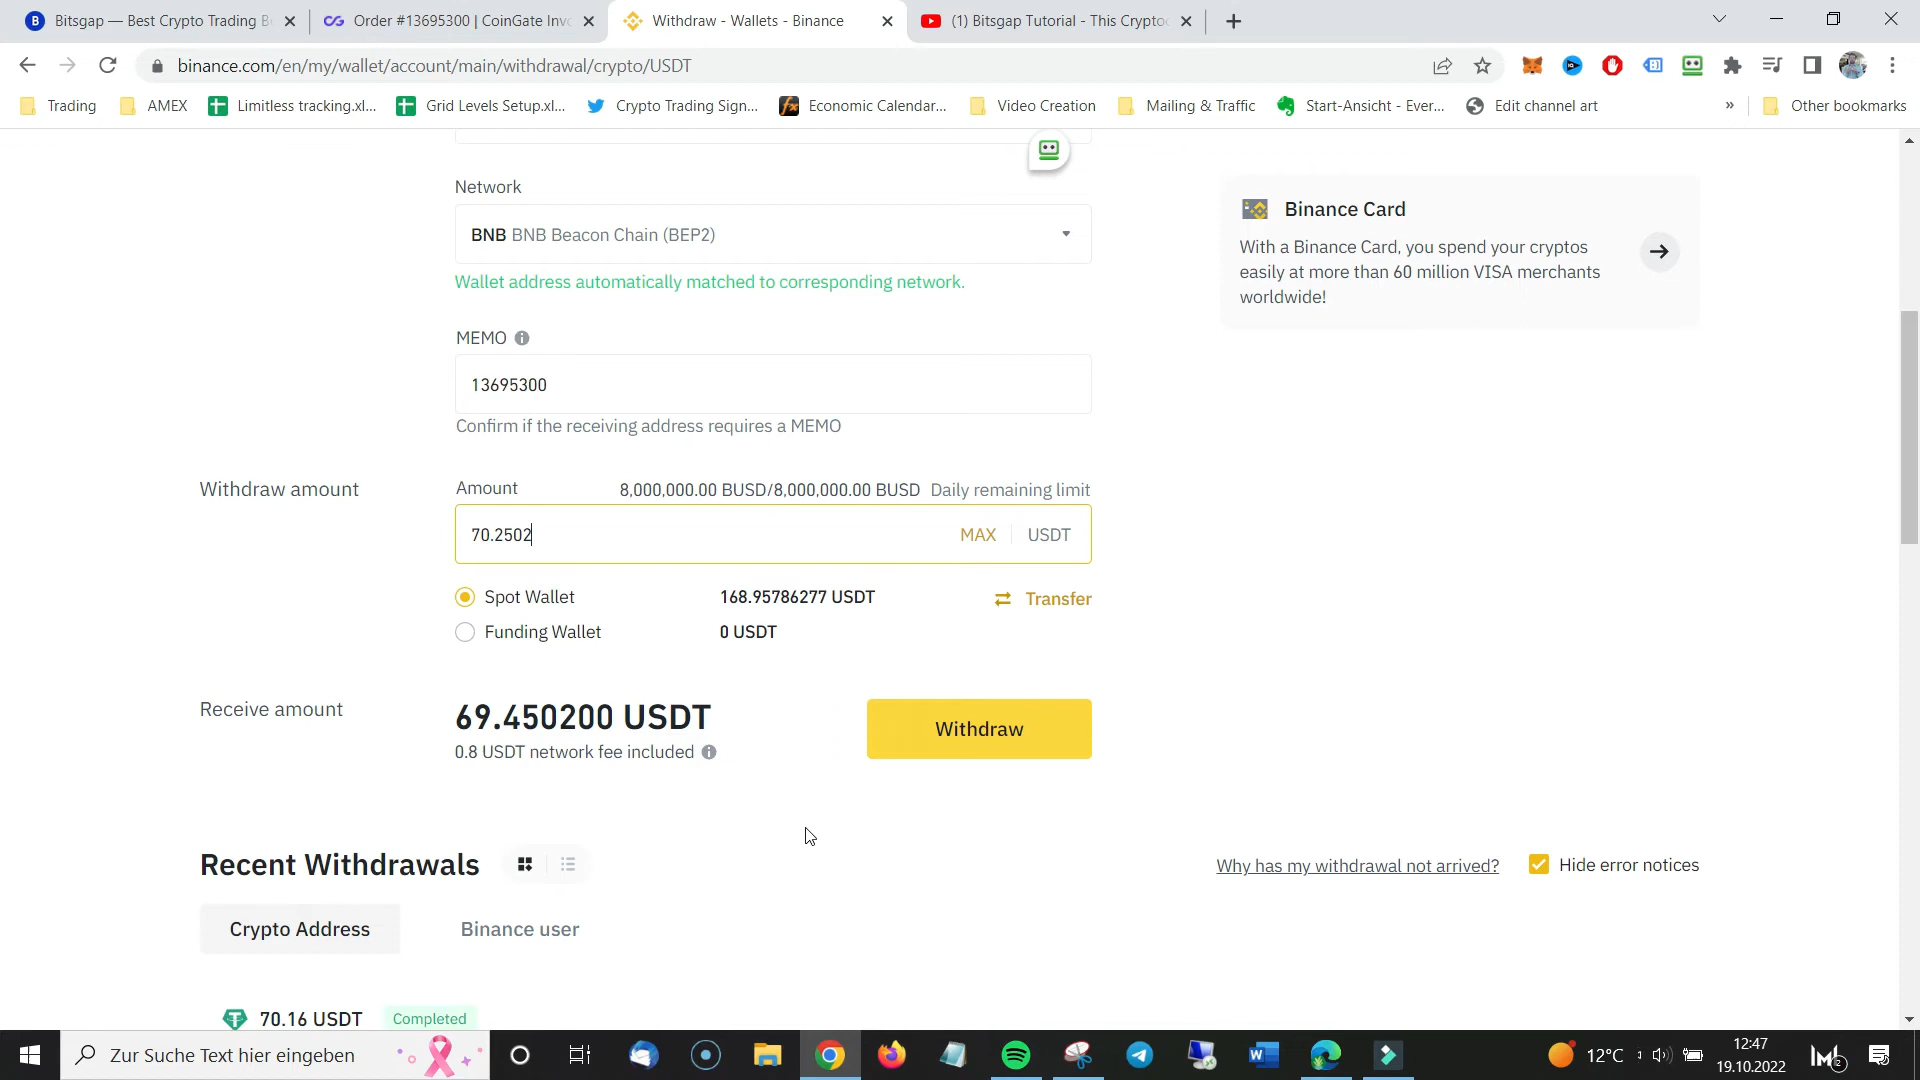 Bitsgap — Best Crypto Trading B
Order #13695300 | CoinGate Inv
Withdraw - Wallets - Binance
(1) Bitsgap Tutorial - This Crypto
binance.com/en/my/wallet/account/main/withdrawal/crypto/USDT
Trading
AMEX
Limitless tracking.xl...
Grid Levels Setup.xl...
Crypto Trading Sign...
Economic Calendar...
Video Creation
Mailing & Traffic
Start-Ansicht - Ever...
Edit channel art
»
Other bookmarks
Network
BNB BNB Beacon Chain (BEP2)
Wallet address automatically matched to corresponding network.
Binance Card
With a Binance Card, you spend your cryptos
easily at more than 60 million VISA merchants
worldwide!
MEMO
13695300
Confirm if the receiving address requires a MEMO
Withdraw amount
Amount
8,000,000.00 BUSD/8,000,000.00 BUSD Daily remaining limit
70.2502
MAX
USDT
Spot Wallet
168.95786277 USDT
Transfer
Funding Wallet
0 USDT
Receive amount
69.450200 USDT
0.8 USDT network fee included
Withdraw
Recent Withdrawals
Why has my withdrawal not arrived?
Hide error notices
Crypto Address
Binance user
70.16 USDT
Completed
Zur Suche Text hier eingeben
12°C
12:47
19.10.2022
2